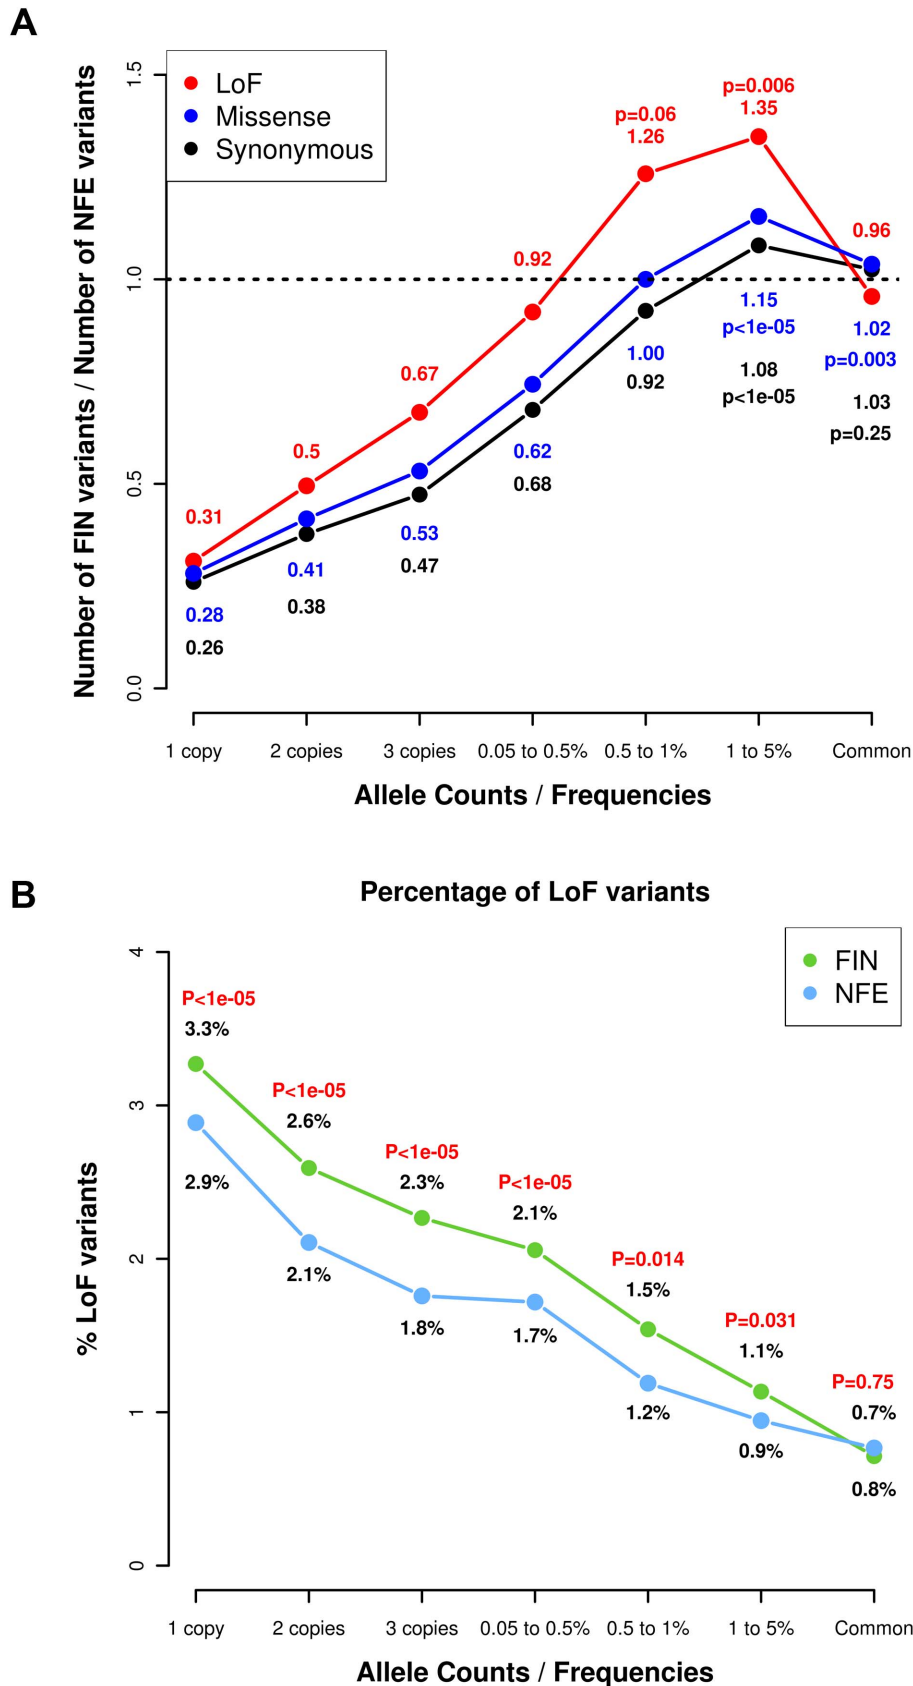 A
LoF
Missense
Synonymous
Number of FIN variants / Number of NFE variants
1.5
1.0
0.5
0.0
p=0.006
1.35
p=0.06
1.26
0.92
0.67
0.5
0.31
0.96
0.28
0.26
0.41
0.38
0.53
0.47
0.62
0.68
1.00
0.92
1.15
p<1e-05
1.08
p<1e-05
1.02
p=0.003
1.03
p=0.25
1 copy 2 copies 3 copies 0.05 to 0.5% 0.5 to 1% 1 to 5% Common
Allele Counts / Frequencies
B
Percentage of LoF variants
FIN
NFE
% LoF variants
4
3
2
1
0
P<1e-05
3.3%
P<1e-05
2.6%
P<1e-05
2.3%
P<1e-05
2.1%
P=0.014
1.5%
P=0.031
1.1%
P=0.75
0.7%
2.9%
2.1%
1.8%
1.7%
1.2%
0.9%
0.8%
1 copy 2 copies 3 copies 0.05 to 0.5% 0.5 to 1% 1 to 5% Common
Allele Counts / Frequencies